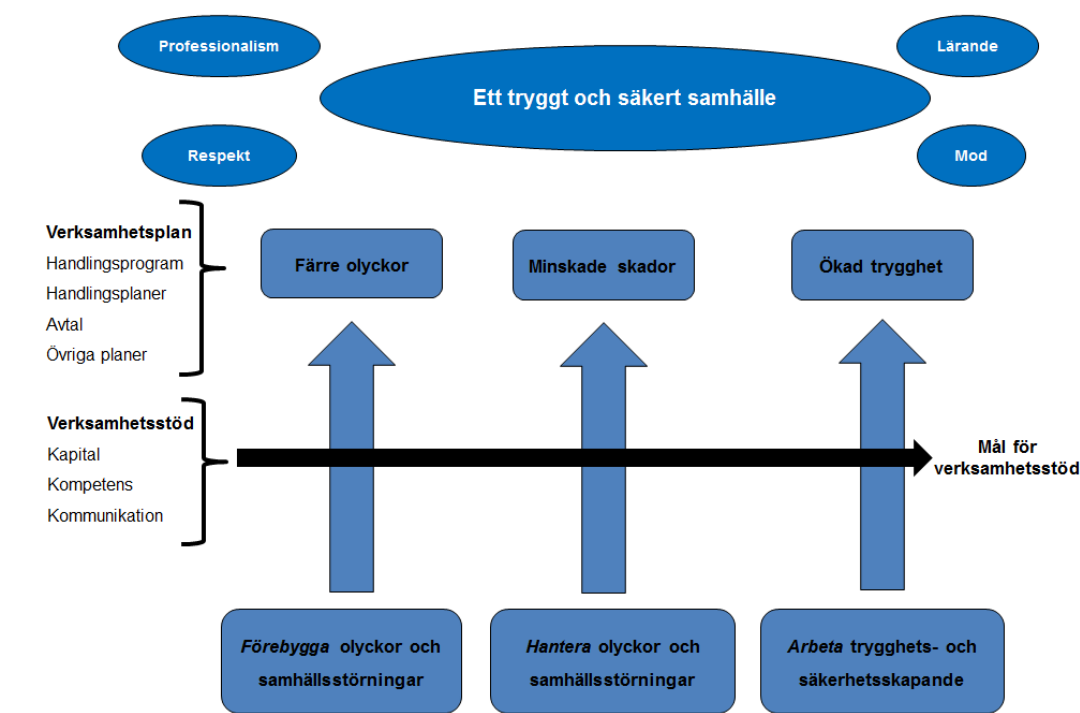 Professionalism
Lärande
Ett tryggt och säkert samhälle
Respekt
Mod
Verksamhetsplan
Handlingsprogram
Handlingsplaner
Avtal
Övriga planer
Färre olyckor
Minskade skador
Ökad trygghet
Verksamhetsstöd
Kapital
Kompetens
Kommunikation
Mål för
verksamhetsstöd
Förebygga olyckor och
samhällsstörningar
Hantera olyckor och
samhällsstörningar
Arbeta trygghets- och
säkerhetsskapande